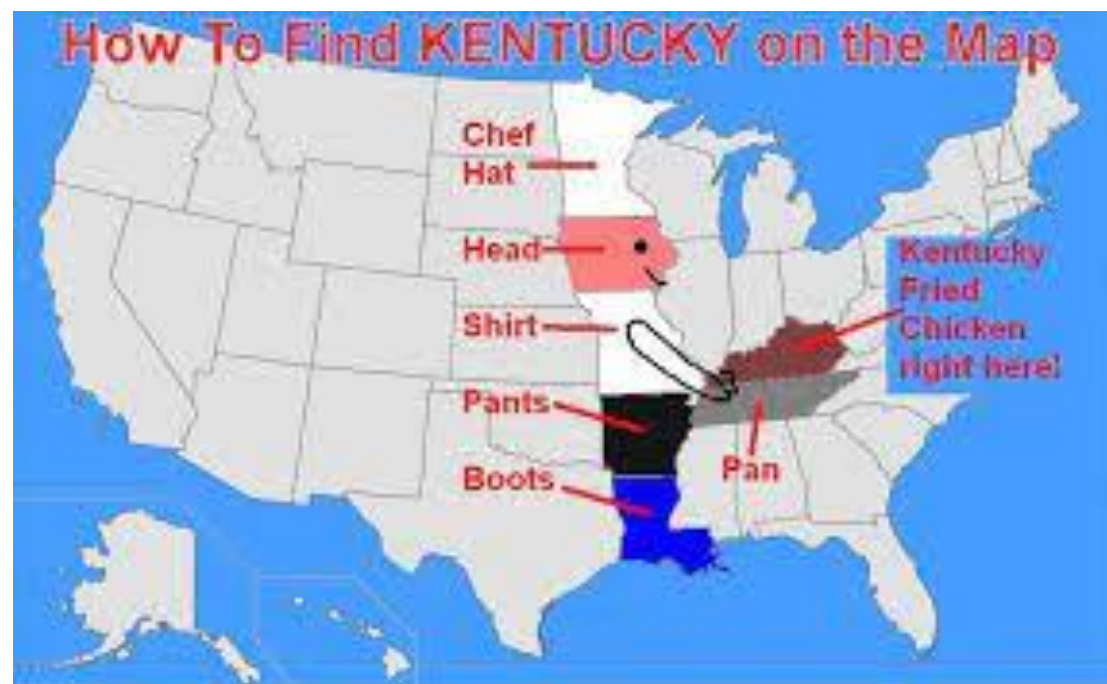 How To Find KENTUCKY on the Map
Chef
Hat
Head
Shirt
Pants
Boots
Pan
Kentucky
Fried
Chicken
right here!